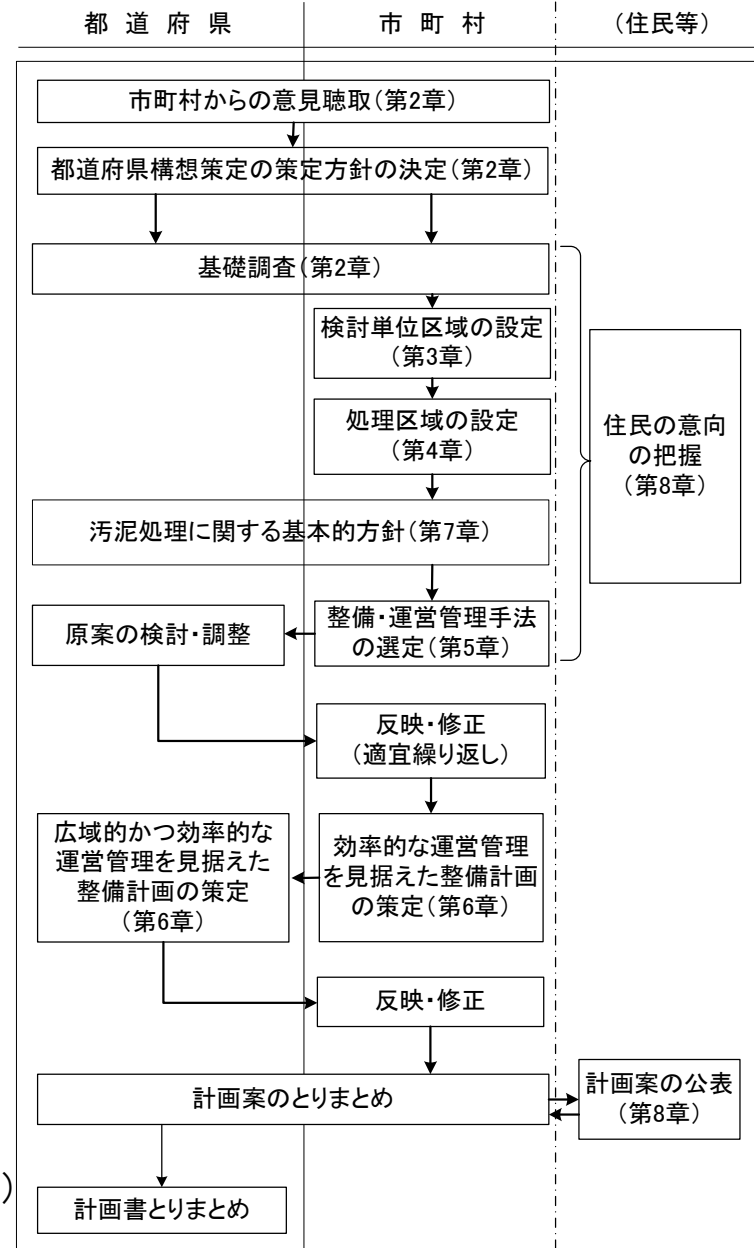 都道府県
市町村
(住民等)
市町村からの意見聴取(第2章)
都道府県構想策定の策定方針の決定(第2章)
基礎調査(第2章)
検討単位区域の設定
(第3章)
処理区域の設定
(第4章)
住民の意向
の把握
(第8章)
汚泥処理に関する基本的方針(第7章)
整備・運営管理手法
の選定(第5章)
原案の検討・調整
反映・修正
(適宜繰り返し)
広域的かつ効率的な
運営管理を見据えた
整備計画の策定
(第6章)
効率的な運営管理
を見据えた整備計画
の策定(第6章)
反映・修正
計画案のとりまとめ
計画案の公表
(第8章)
)
計画書とりまとめ